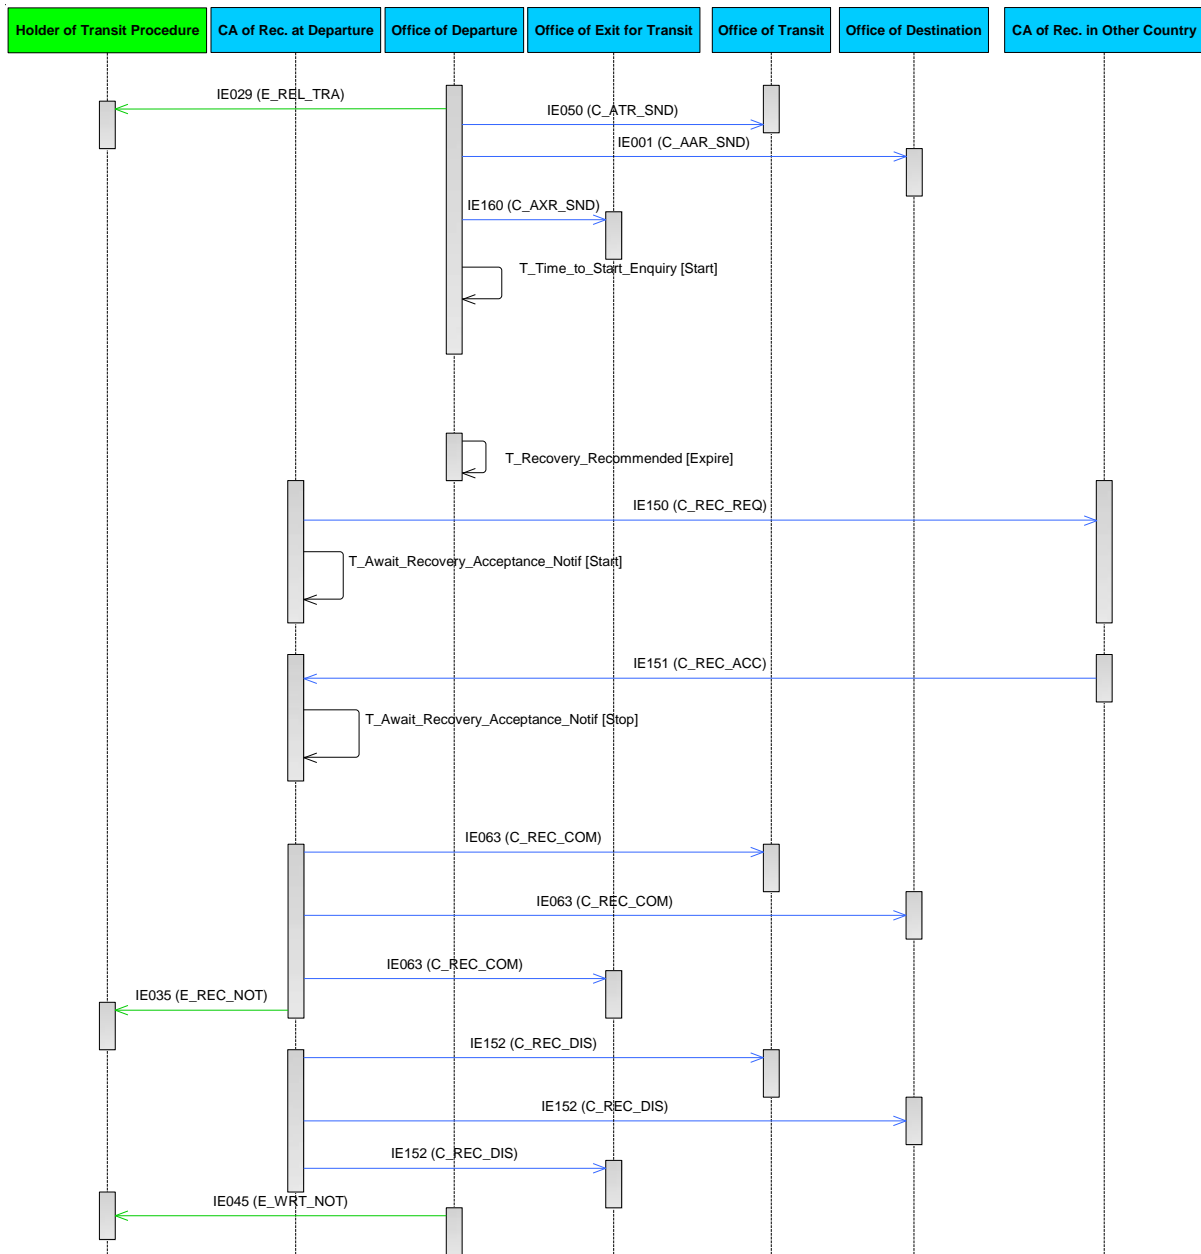 Holder of Transit Procedure
CA of Rec. at Departure
Office of Departure
Office of Exit for Transit
Office of Transit
Office of Destination
CA of Rec. in Other Country
IE029 (E_REL_TRA)
IE050 (C_ATR_SND)
IE001 (C_AAR_SND)
IE160 (C_AXR_SND)
T_Time_to_Start_Enquiry [Start]
T_Recovery_Recommended [Expire]
IE150 (C_REC_REQ)
T_Await_Recovery_Acceptance_Notif [Start]
IE151 (C_REC_ACC)
T_Await_Recovery_Acceptance_Notif [Stop]
IE063 (C_REC_COM)
IE063 (C_REC_COM)
IE063 (C_REC_COM)
IE035 (E_REC_NOT)
IE152 (C_REC_DIS)
IE152 (C_REC_DIS)
IE152 (C_REC_DIS)
IE045 (E_WRT_NOT)